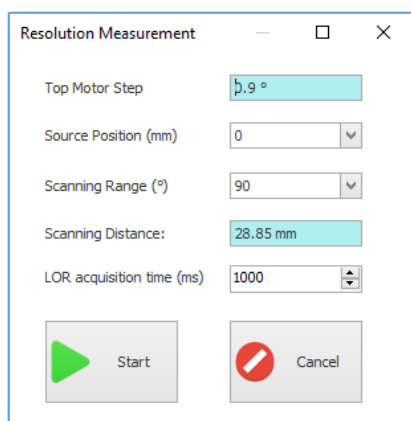 Resolution Measurement
Top Motor Step 0.9 °
Source Position (mm) 0
Scanning Range (°) 90
Scanning Distance: 28.85 mm
LOR acquisition time (ms) 1000
Start Cancel